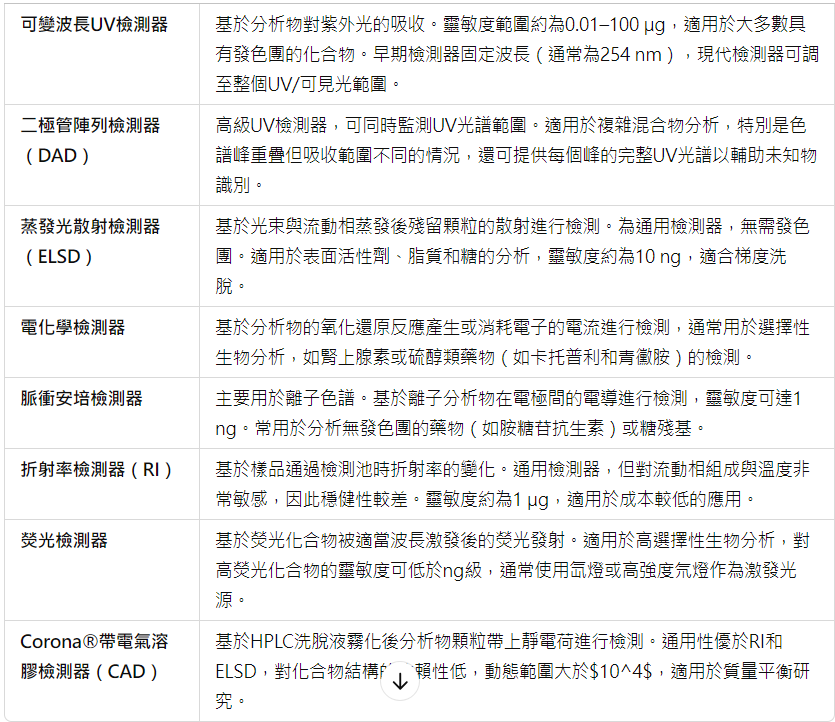 可變波長UV檢測器
基於分析物對紫外光的吸收。靈敏度範圍約為0.01–100 µg，適用於大多數具
有發色團的化合物。早期檢測器固定波長（通常為254 nm），現代檢測器可調
至整個UV/可見光範圍。
二極管陣列檢測器
（DAD）
高級UV檢測器，可同時監測UV光譜範圍。適用於複雜混合物分析，特別是色
譜峰重疊但吸收範圍不同的情況，還可提供每個峰的完整UV光譜以輔助未知物
識別。
蒸發光散射檢測器
（ELSD）
基於光束與流動相蒸發後殘留顆粒的散射進行檢測。為通用檢測器，無需發色
團。適用於表面活性劑、脂質和糖的分析，靈敏度約為10 ng，適合梯度洗
脫。
電化學檢測器
基於分析物的氧化還原反應產生或消耗電子的電流進行檢測，通常用於選擇性
生物分析，如腎上腺素或硫醇類藥物（如卡托普利和青黴胺）的檢測。
脈衝安培檢測器
主要用於離子色譜。基於離子分析物在電極間的電導進行檢測，靈敏度可達1
ng。常用於分析無發色團的藥物（如胺糖苷抗生素）或糖殘基。
折射率檢測器（RI）
基於樣品通過檢測池時折射率的變化。通用檢測器，但對流動相組成與溫度非
常敏感，因此穩健性較差。靈敏度約為1 µg，適用於成本較低的應用。
熒光檢測器
基於熒光化合物被適當波長激發後的熒光發射。適用於高選擇性生物分析，對
高熒光化合物的靈敏度可低於ng級，通常使用氙燈或高強度氘燈作為激發光
源。
Corona®帶電氣溶
膠檢測器（CAD）
基於HPLC洗脫液霧化後分析物顆粒帶上靜電荷進行檢測。通用性優於RI和
ELSD，對化合物結構的賴性低，動態範圍大於$10^4$，適用於質量平衡研
究。